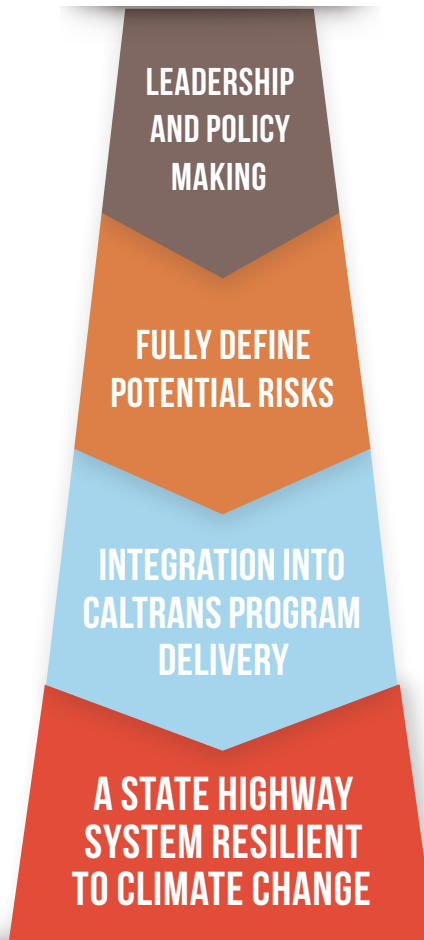 LEADERSHIP
AND POLICY
MAKING
FULLY DEFINE
POTENTIAL RISKS
INTEGRATION INTO
CALTRANS PROGRAM
DELIVERY
A STATE HIGHWAY
SYSTEM RESILIENT
TO CLIMATE CHANGE